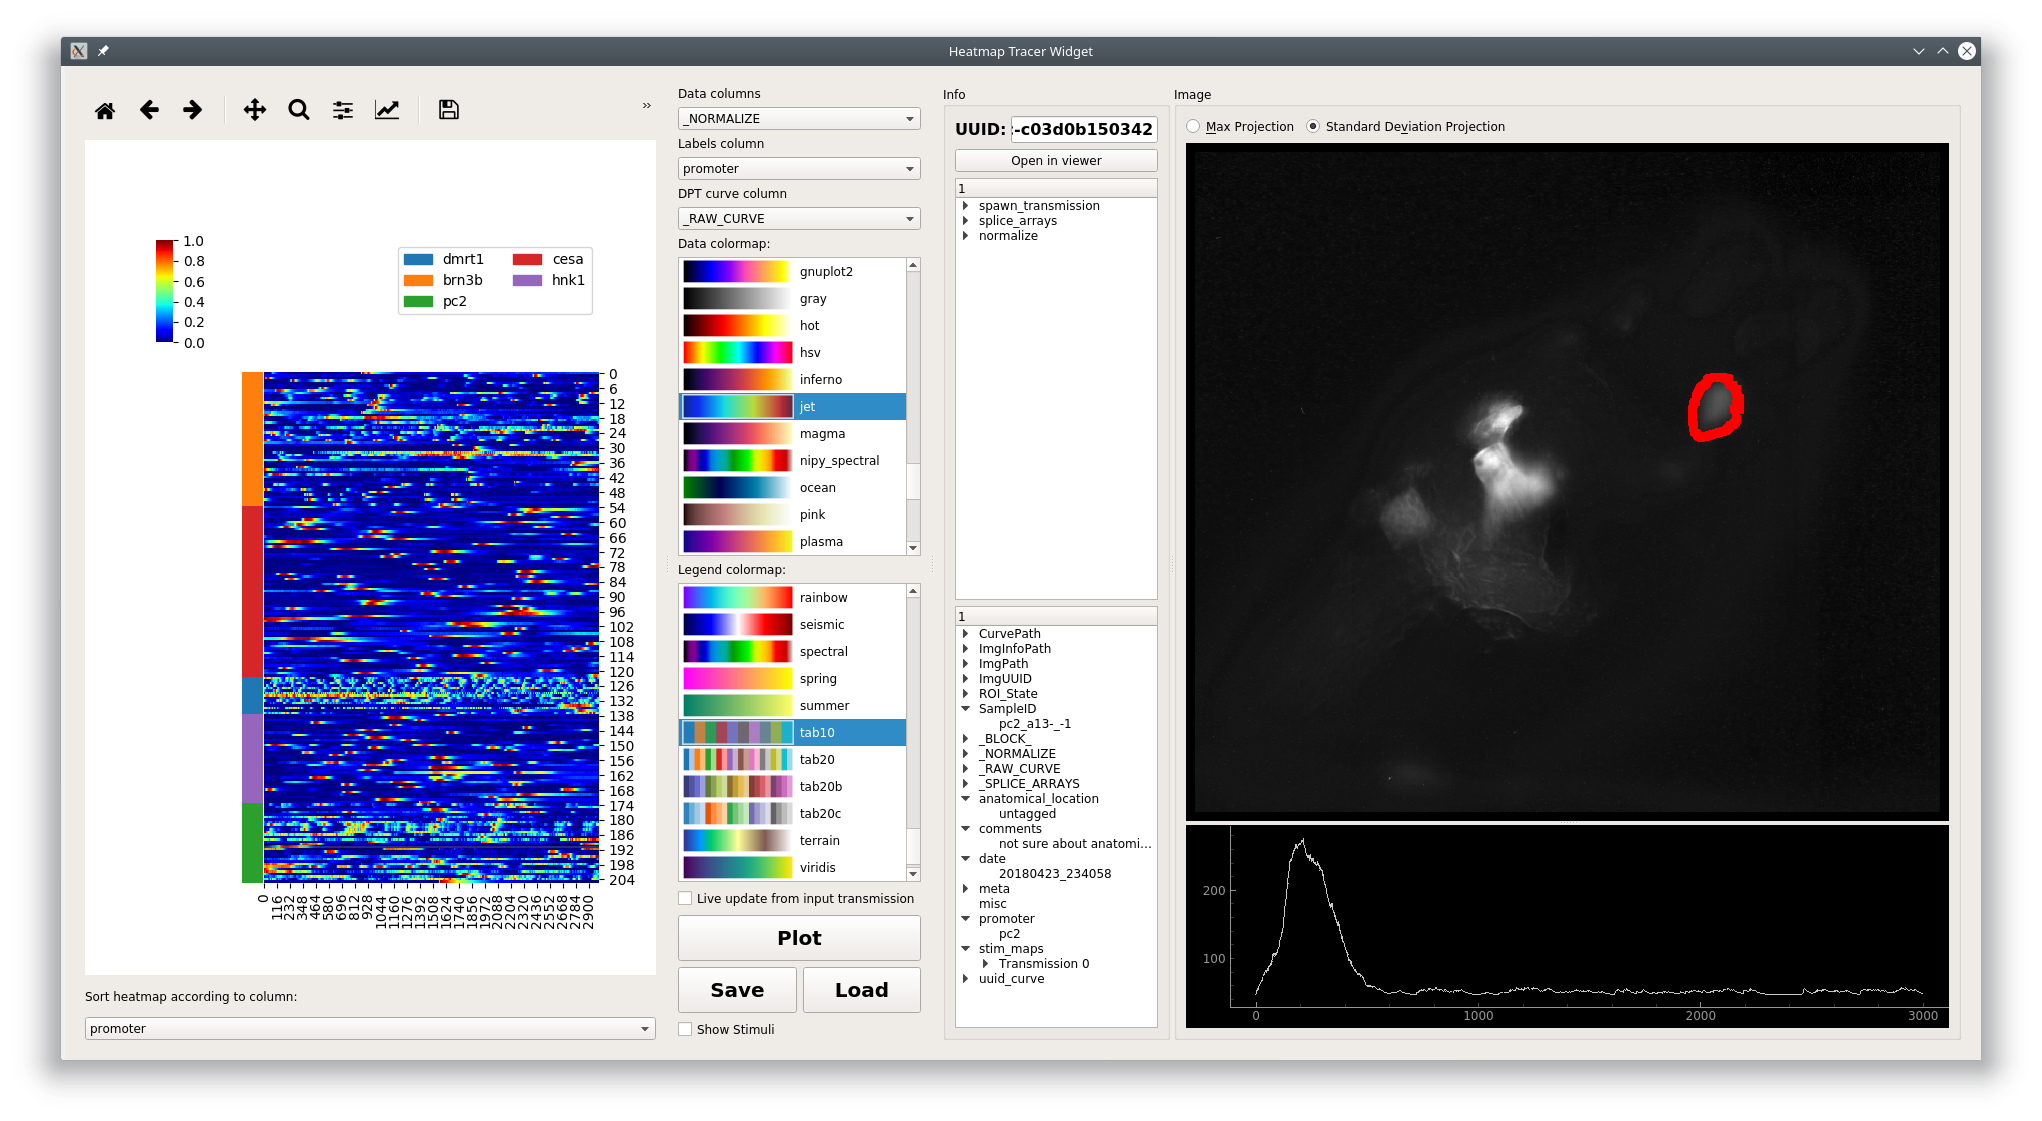 Heatmap Tracer Widget
»
1.0
0.8
0.6
0.4
0.2
0.0
dmrt1
cesa
brn3b
hnk1
pc2
0
6
12
18
24
30
36
42
48
54
60
66
72
78
84
90
96
102
108
114
120
126
132
138
144
150
156
162
168
174
180
186
192
198
204
0
116
232
348
464
580
696
812
928
1044
1160
1276
1392
1508
1624
1740
1856
1972
2088
2204
2320
2436
2552
2668
2784
2900
Sort heatmap according to column:
promoter
Data columns
_NORMALIZE
Labels column
promoter
DPT curve column
_RAW_CURVE
Data colormap:
gnuplot2
gray
hot
hsv
inferno
jet
magma
nipy_spectral
ocean
pink
plasma
Legend colormap:
rainbow
seismic
spectral
spring
summer
tab10
tab20
tab20b
tab20c
terrain
viridis
Live update from input transmission
Plot
Save Load
Show Stimuli
Info
UUID: -c03d0b150342
Open in viewer
1
spawn_transmission
splice_arrays
normalize
1
CurvePath
ImgInfoPath
ImgPath
ImgUUID
ROI_State
SampleID
pc2_a13-_-1
_BLOCK_
_NORMALIZE
_RAW_CURVE
_SPLICE_ARRAYS
anatomical_location
untagged
comments
not sure about anatomi...
date
20180423_234058
meta
misc
promoter
pc2
stim_maps
Transmission 0
uuid_curve
Image
Max Projection Standard Deviation Projection
200
100
0 1000 2000 3000